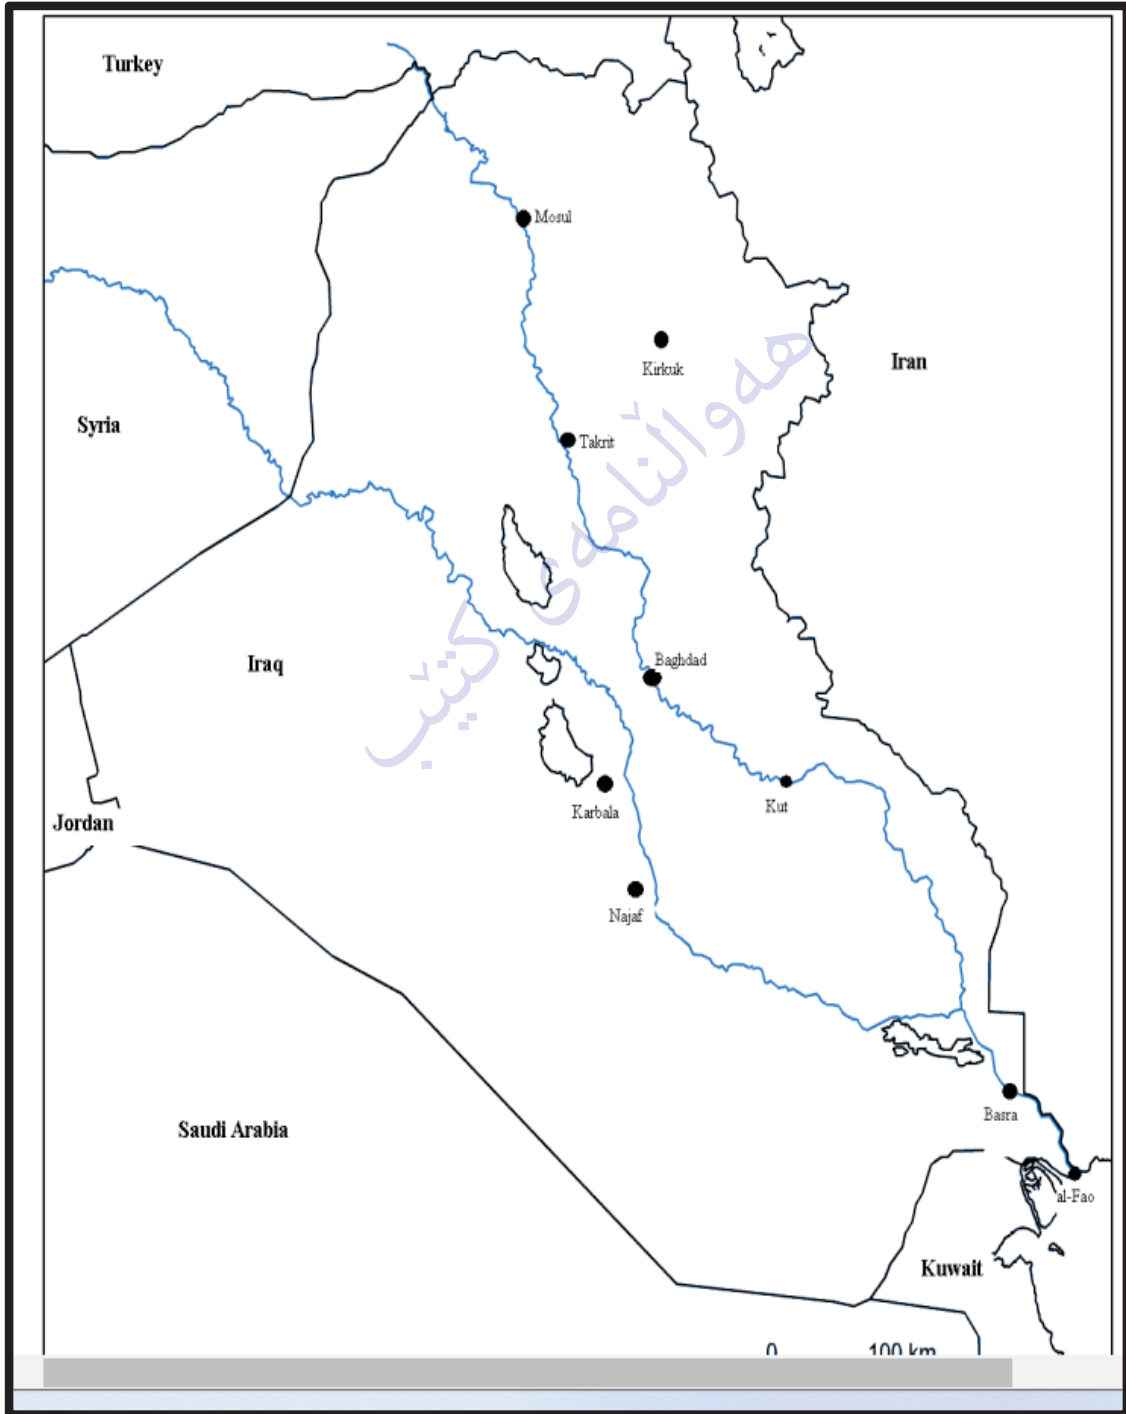 Turkey
Mosul
Kirkuk
Iran
Syria
Takrit
هەواڵنامەی کتێب
Iraq
Baghdad
Karbala
Kut
Jordan
Najaf
Saudi Arabia
Basra
al-Fao
Kuwait
0 100 km